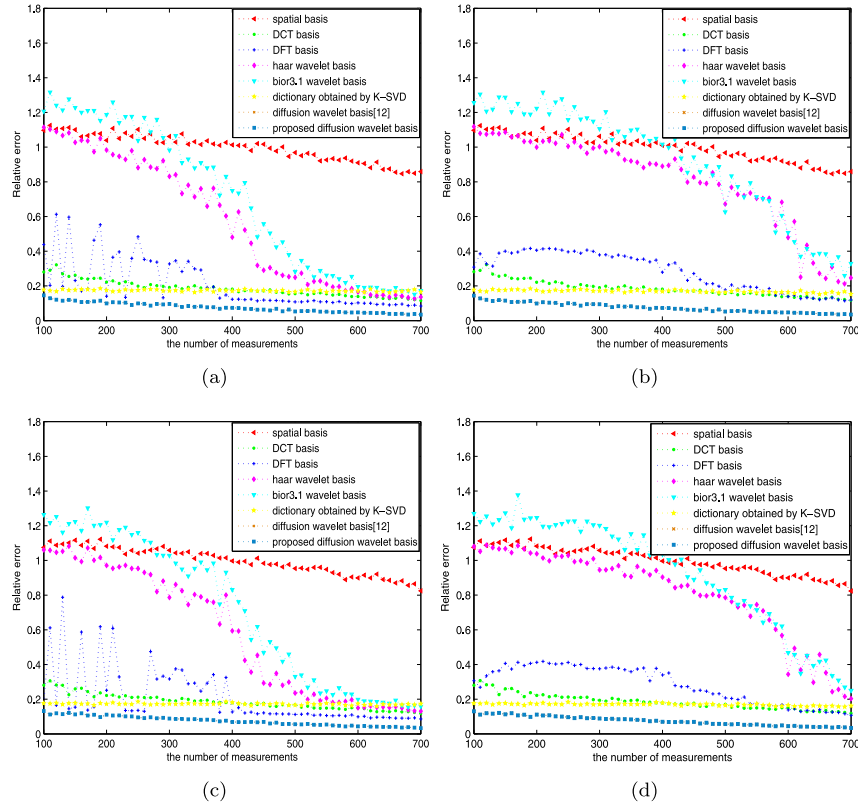 1.8
1.6
1.4
1.2
1
0.8
0.6
0.4
0.2
0
Relative error
100 200 300 400 500 600 700
the number of measurements
spatial basis
DCT basis
DFT basis
haar wavelet basis
bior3.1 wavelet basis
dictionary obtained by K-SVD
diffusion wavelet basis[12]
proposed diffusion wavelet basis
(a)
1.8
1.6
1.4
1.2
1
0.8
0.6
0.4
0.2
0
Relative error
100 200 300 400 500 600 700
the number of measurements
spatial basis
DCT basis
DFT basis
haar wavelet basis
bior3.1 wavelet basis
dictionary obtained by K-SVD
diffusion wavelet basis[12]
proposed diffusion wavelet basis
(b)
1.8
1.6
1.4
1.2
1
0.8
0.6
0.4
0.2
0
Relative error
100 200 300 400 500 600 700
the number of measurements
spatial basis
DCT basis
DFT basis
haar wavelet basis
bior3.1 wavelet basis
dictionary obtained by K-SVD
diffusion wavelet basis[12]
proposed diffusion wavelet basis
(c)
1.8
1.6
1.4
1.2
1
0.8
0.6
0.4
0.2
0
Relative error
100 200 300 400 500 600 700
the number of measurements
spatial basis
DCT basis
DFT basis
haar wavelet basis
bior3.1 wavelet basis
dictionary obtained by K-SVD
diffusion wavelet basis[12]
proposed diffusion wavelet basis
(d)